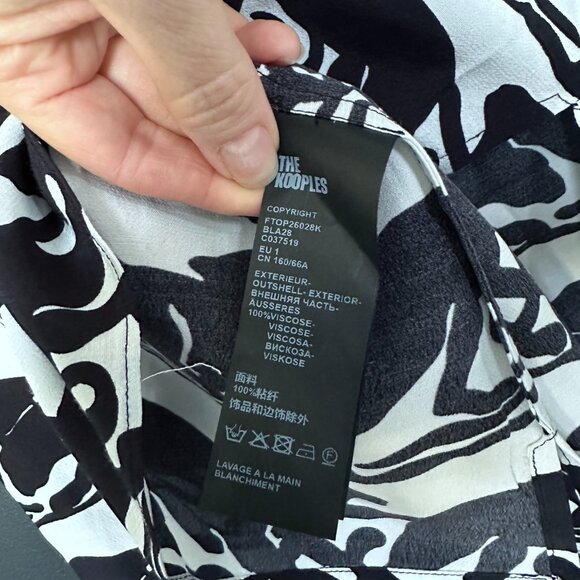 THE
KOOPLES
COPYRIGHT
FTOP26028K
BLA28
C037519
EU 1
CN 160/66A
EXTERIEUR-
OUTSHELL- EXTERIOR-
ВНЕШНЯЯ ЧАСТЬ-
ÄUSSERES
100%VISCOSE-
VISCOSE-
VISCOSA-
ВИСКОЗА-
VISKOSE
面料
100%粘纤
饰品和边饰除外
LAVAGE A LA MAIN
BLANCHIMENT